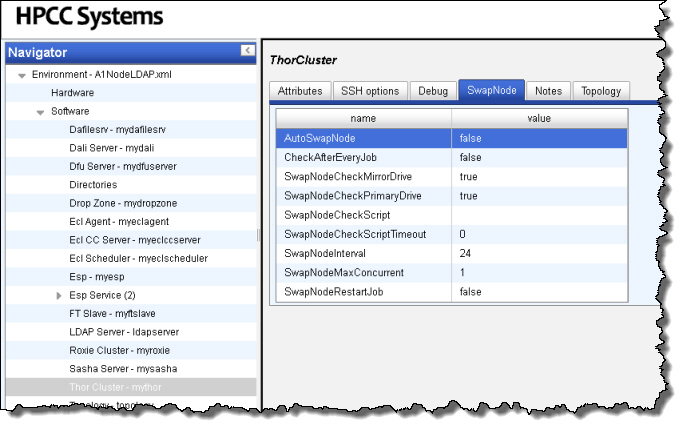 HPCC Systems
Navigator
Environment - A1NodeLDAP.xml
Hardware
Software
Dafilesrv - mydafilesrv
Dali Server - mydali
Dfu Server - mydfuserver
Directories
Drop Zone - mydropzone
Ecl Agent - myeclagent
Ecl CC Server - myeclccserver
Ecl Scheduler - myeclscheduler
Esp - myesp
Esp Service (2)
FT Slave - myftslave
LDAP Server - ldapserver
Roxie Cluster - myroxie
Sasha Server - mysasha
Thor Cluster - mythor
Topology - topology
ThorCluster
Attributes SSH options Debug SwapNode Notes Topology
name value
AutoSwapNode false
CheckAfterEveryJob false
SwapNodeCheckMirrorDrive true
SwapNodeCheckPrimaryDrive true
SwapNodeCheckScript
SwapNodeCheckScriptTimeout 0
SwapNodeInterval 24
SwapNodeMaxConcurrent 1
SwapNodeRestartJob false